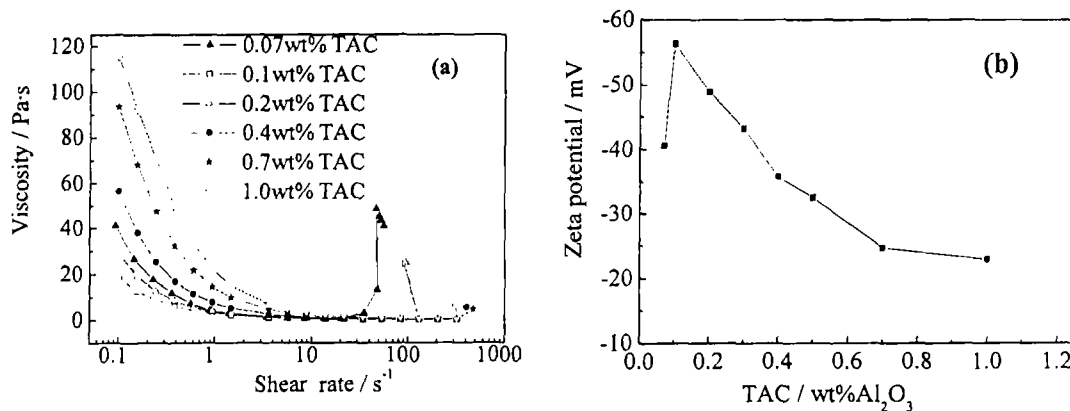 120
100
80
60
40
20
0
Viscosity / Pa·s
0.07wt% TAC
0.1wt% TAC
0.2wt% TAC
0.4wt% TAC
0.7wt% TAC
1.0wt% TAC
(a)
0.1 1 10 100 1000
Shear rate / s⁻¹
-60
-50
-40
-30
-20
-10
Zeta potential / mV
(b)
0.0 0.2 0.4 0.6 0.8 1.0 1.2
TAC / wt%Al₂O₃